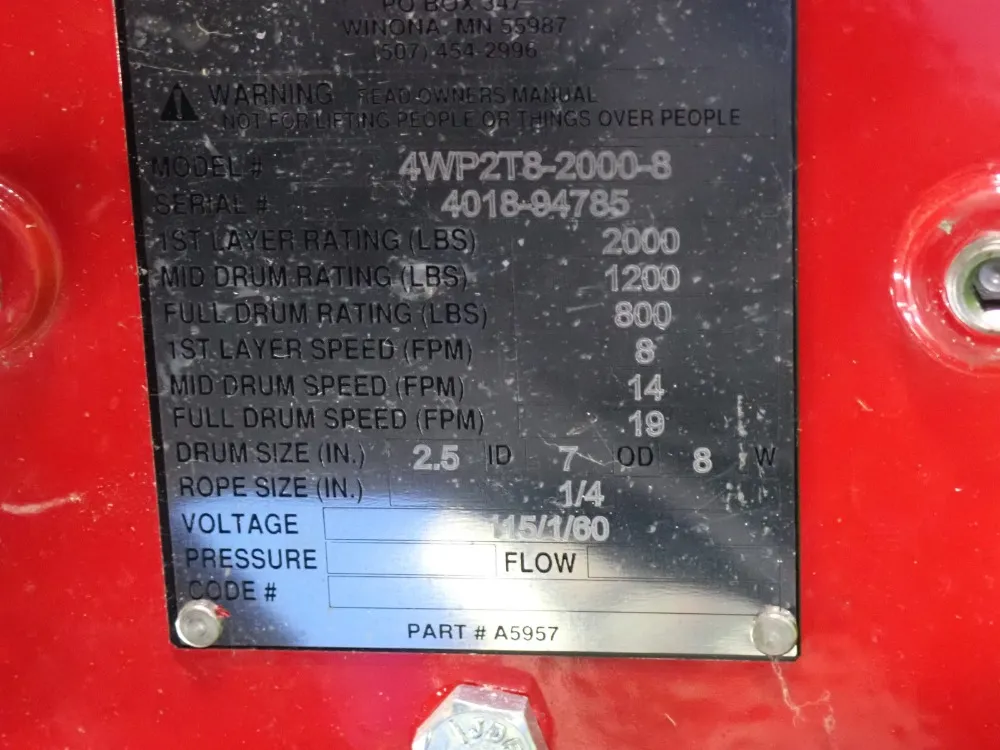 PO BOX 347
WINONA, MN 55987
(507) 454-2996
WARNING READ OWNERS MANUAL
NOT FOR LIFTING PEOPLE OR THINGS OVER PEOPLE
MODEL # 4WP2T8-2000-8
SERIAL # 4018-94785
1ST LAYER RATING (LBS) 2000
MID DRUM RATING (LBS) 1200
FULL DRUM RATING (LBS) 800
1ST LAYER SPEED (FPM) 8
MID DRUM SPEED (FPM) 14
FULL DRUM SPEED (FPM) 19
DRUM SIZE (IN.) 2.5 ID 7 OD 8 W
ROPE SIZE (IN.) 1/4
VOLTAGE 115/1/60
PRESSURE FLOW
CODE #
PART # A5957